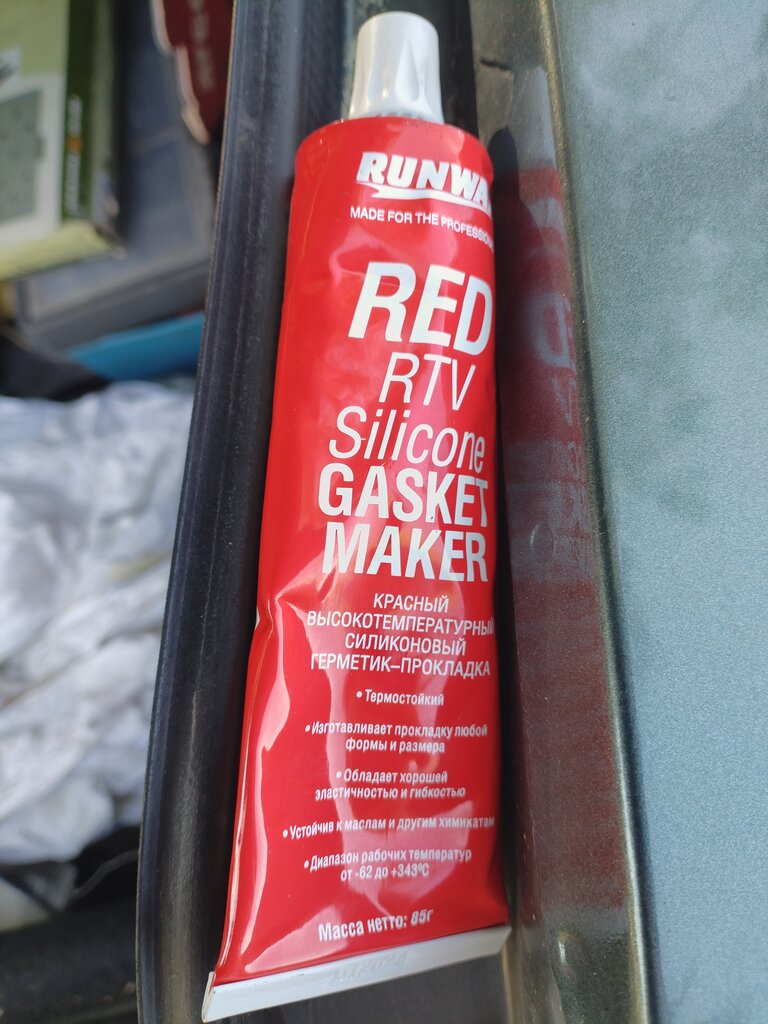 RUNWA
MADE FOR THE PROFESSION
RED
RTV
Silicone
GASKET
MAKER
КРАСНЫЙ
ВЫСОКОТЕМПЕРАТУРНЫЙ
СИЛИКОНОВЫЙ
ГЕРМЕТИК-ПРОКЛАДКА
• Термостойкий
• Изготавливает прокладку любой
формы и размера
• Обладает хорошей
эластичностью и гибкостью
• Устойчив к маслам и другим химикатам
• Диапазон рабочих температур
от -62 до +343ºС
Масса нетто: 85г